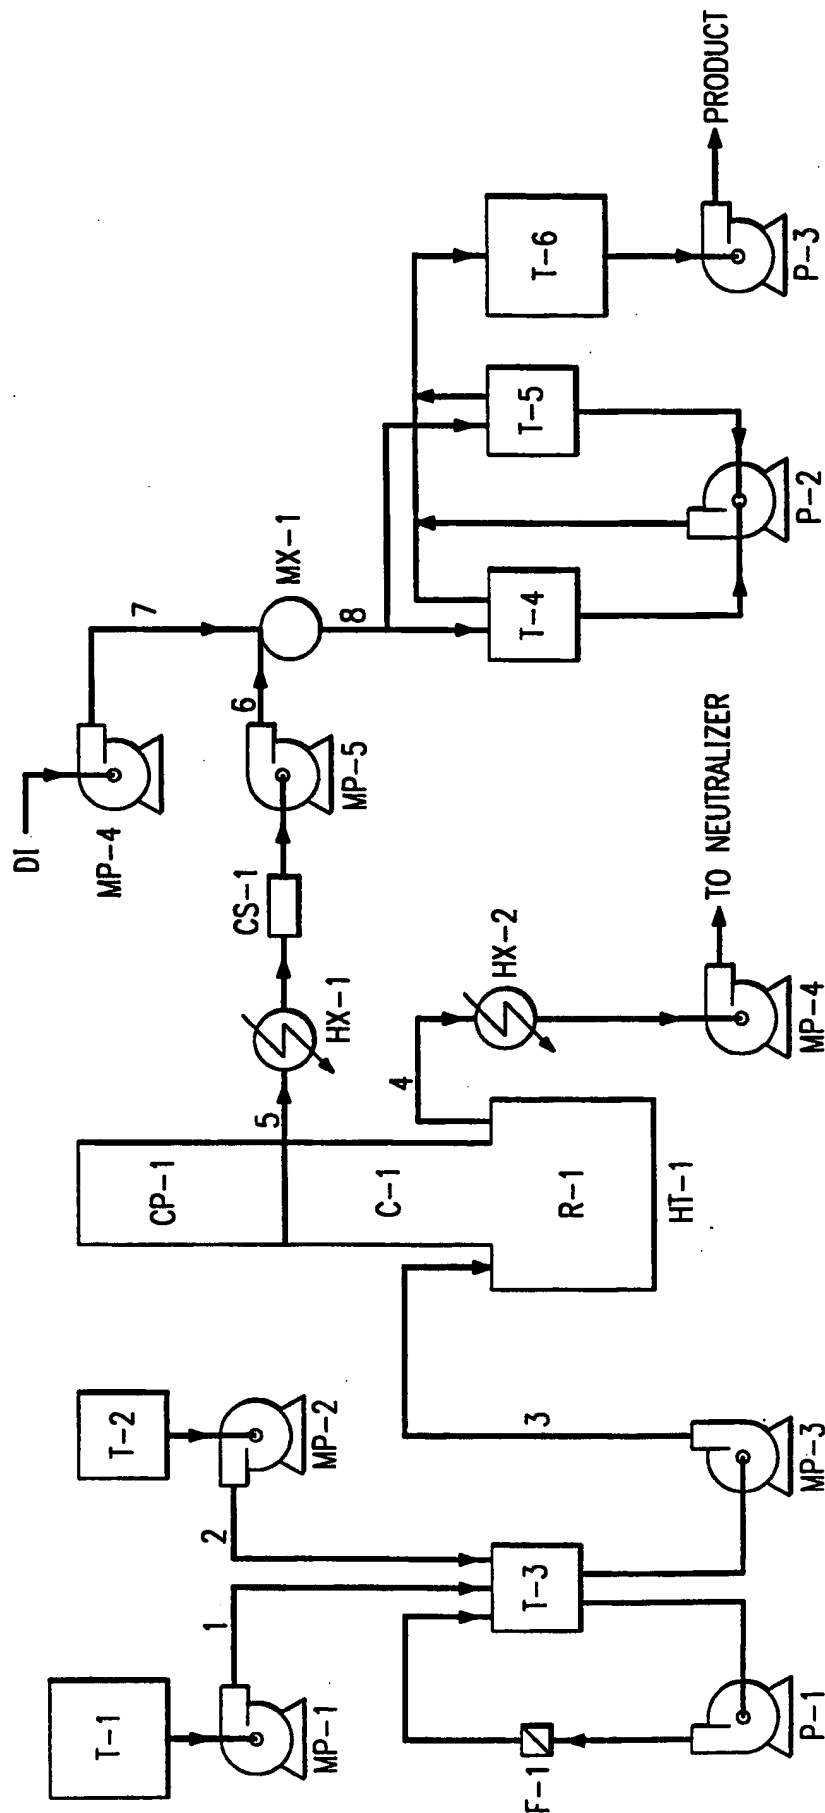 T-1
MP-1
1
T-2
MP-2
2
F-1
T-3
P-1
MP-3
3
CP-1
C-1
R-1
HT-1
4
HX-2
MP-4
TO NEUTRALIZER
5
HX-1
CS-1
MP-5
6
DI
MP-4
7
MX-1
8
T-4
T-5
P-2
T-6
P-3
PRODUCT